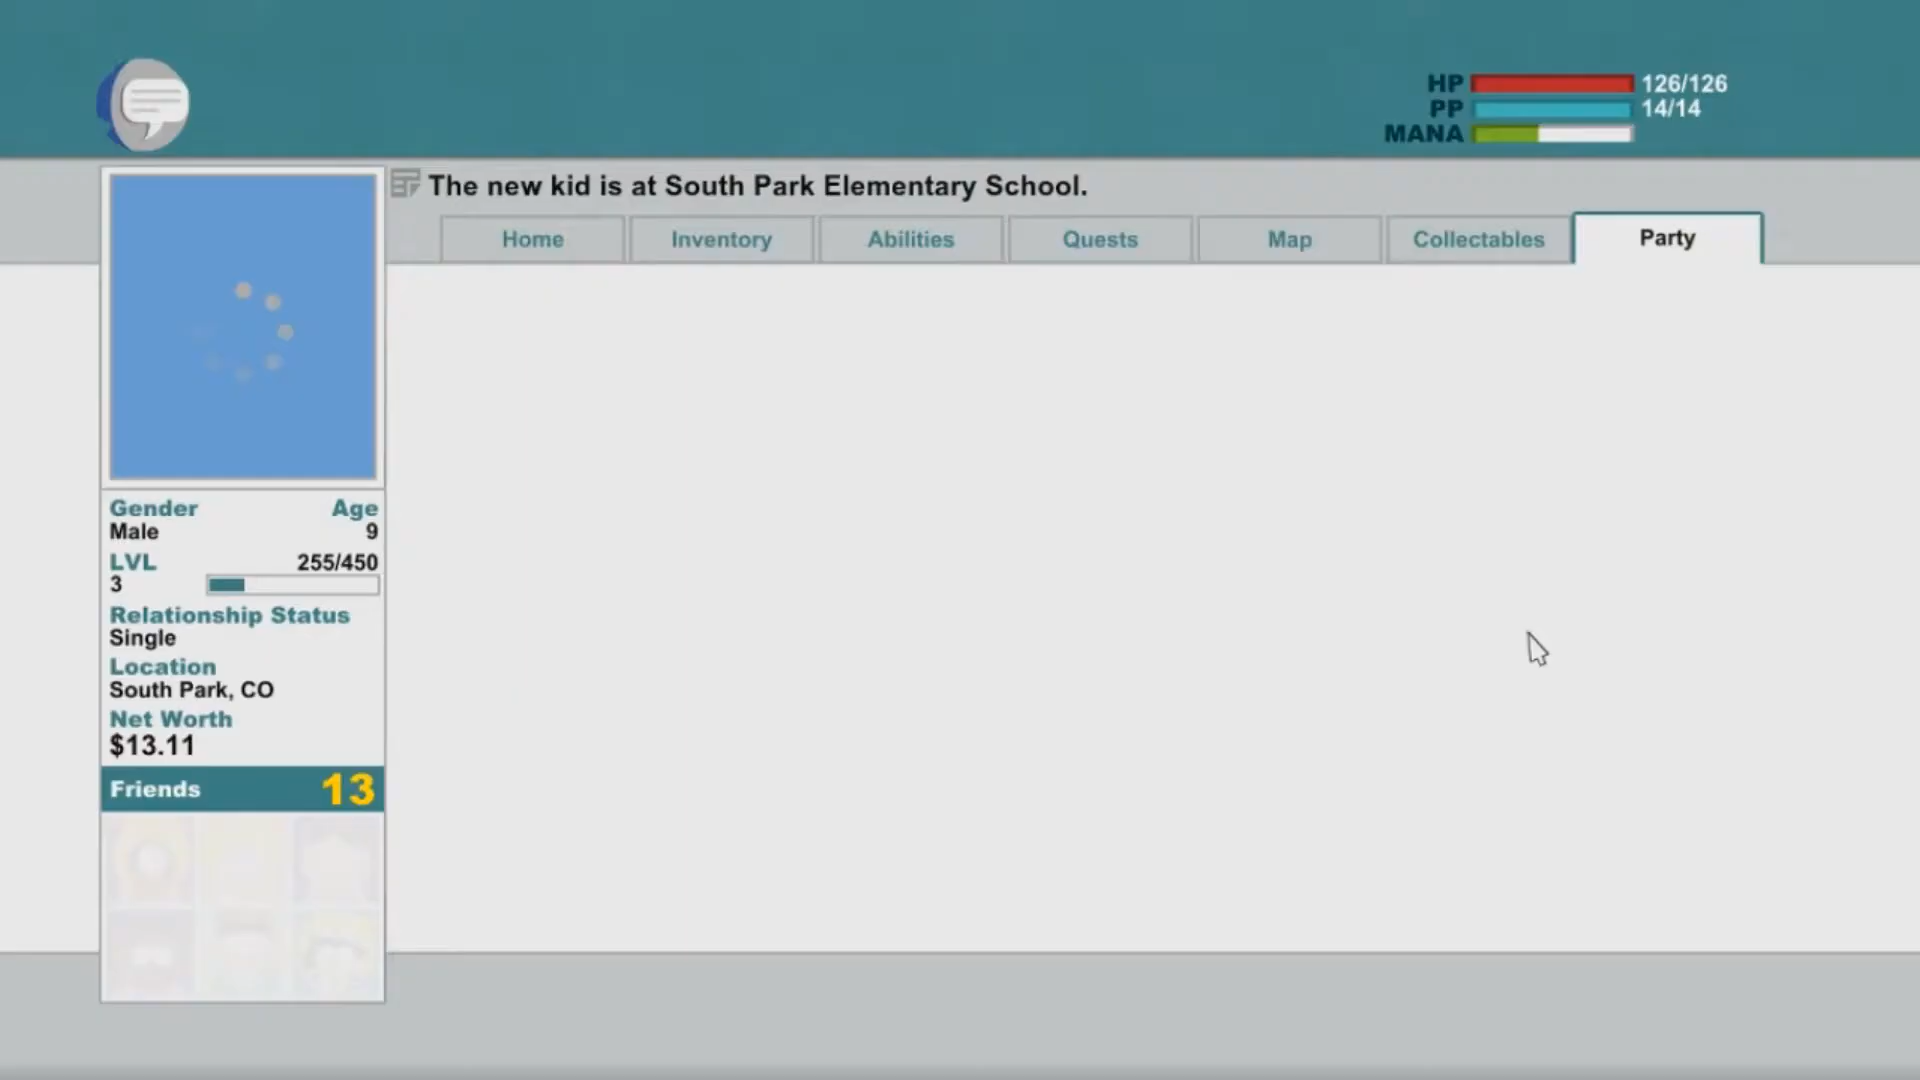 HP 126/126
PP 14/14
MANA
The new kid is at South Park Elementary School.
Home Inventory Abilities Quests Map Collectables Party
Gender Age
Male 9
LVL 255/450
3
Relationship Status
Single
Location
South Park, CO
Net Worth
$13.11
Friends 13